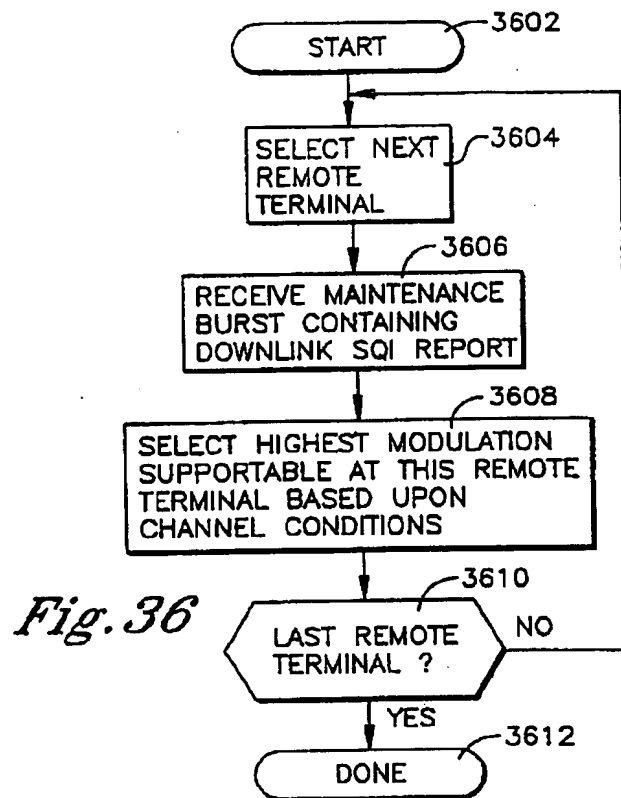 START
3602
SELECT NEXT
REMOTE
TERMINAL
3604
3606
RECEIVE MAINTENANCE
BURST CONTAINING
DOWNLINK SQI REPORT
3608
SELECT HIGHEST MODULATION
SUPPORTABLE AT THIS REMOTE
TERMINAL BASED UPON
CHANNEL CONDITIONS
3610
Fig. 36
LAST REMOTE
TERMINAL ?
NO
YES
3612
DONE